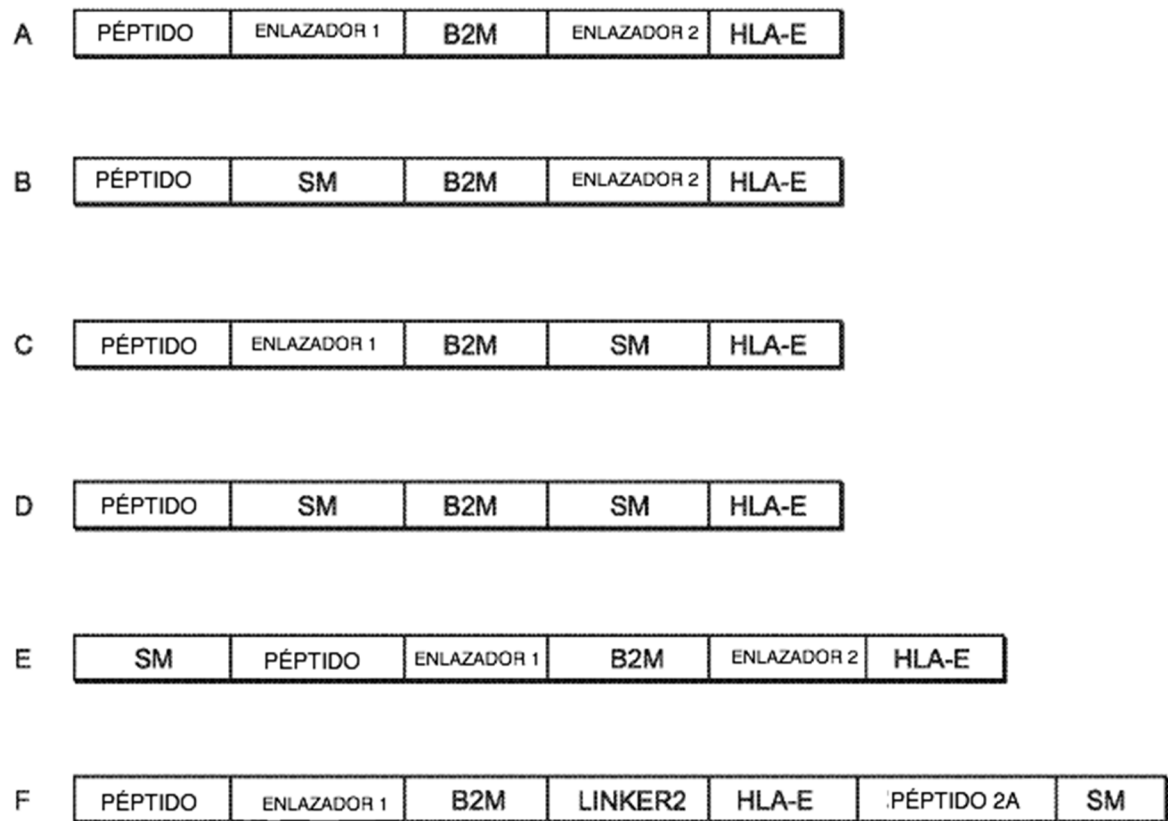 A PÉPTIDO ENLAZADOR 1 B2M ENLAZADOR 2 HLA-E
B PÉPTIDO SM B2M ENLAZADOR 2 HLA-E
C PÉPTIDO ENLAZADOR 1 B2M SM HLA-E
D PÉPTIDO SM B2M SM HLA-E
E SM PÉPTIDO ENLAZADOR 1 B2M ENLAZADOR 2 HLA-E
F PÉPTIDO ENLAZADOR 1 B2M LINKER2 HLA-E PÉPTIDO 2A SM